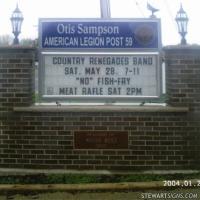 Otis Sampson
AMERICAN LEGION POST 59
COUNTRY RENEGADES BAND
SAT. MAY 28. 7-11
"NO" FISH-FRY
MEAT RAFLE SAT 2PM
2004.01.2
STEWARTSIGNS.COM